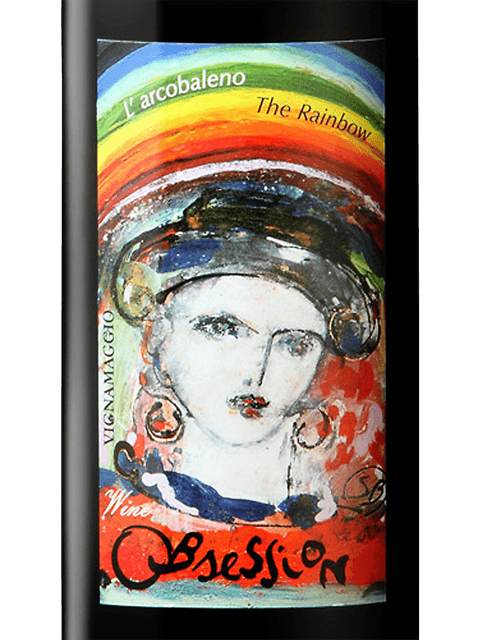 L' arcobaleno
The Rainbow
VIGNAMAGGIO
Wine
OBSESSION